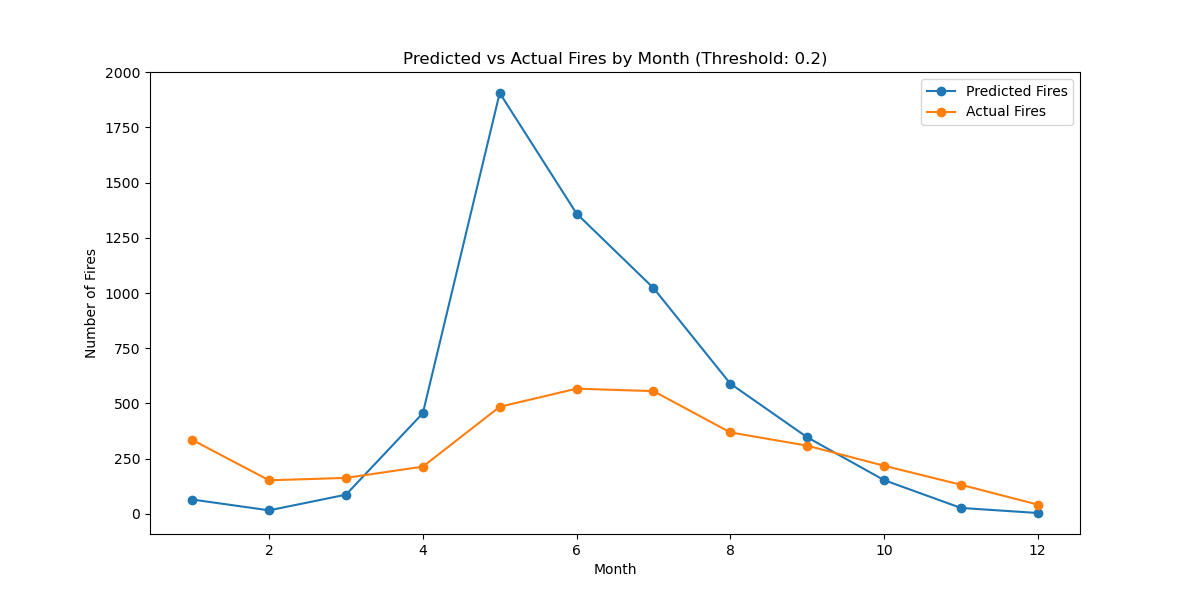 Predicted vs Actual Fires by Month (Threshold: 0.2)
Predicted Fires
Actual Fires
Number of Fires
2000
1750
1500
1250
1000
750
500
250
0
2 4 6 8 10 12
Month